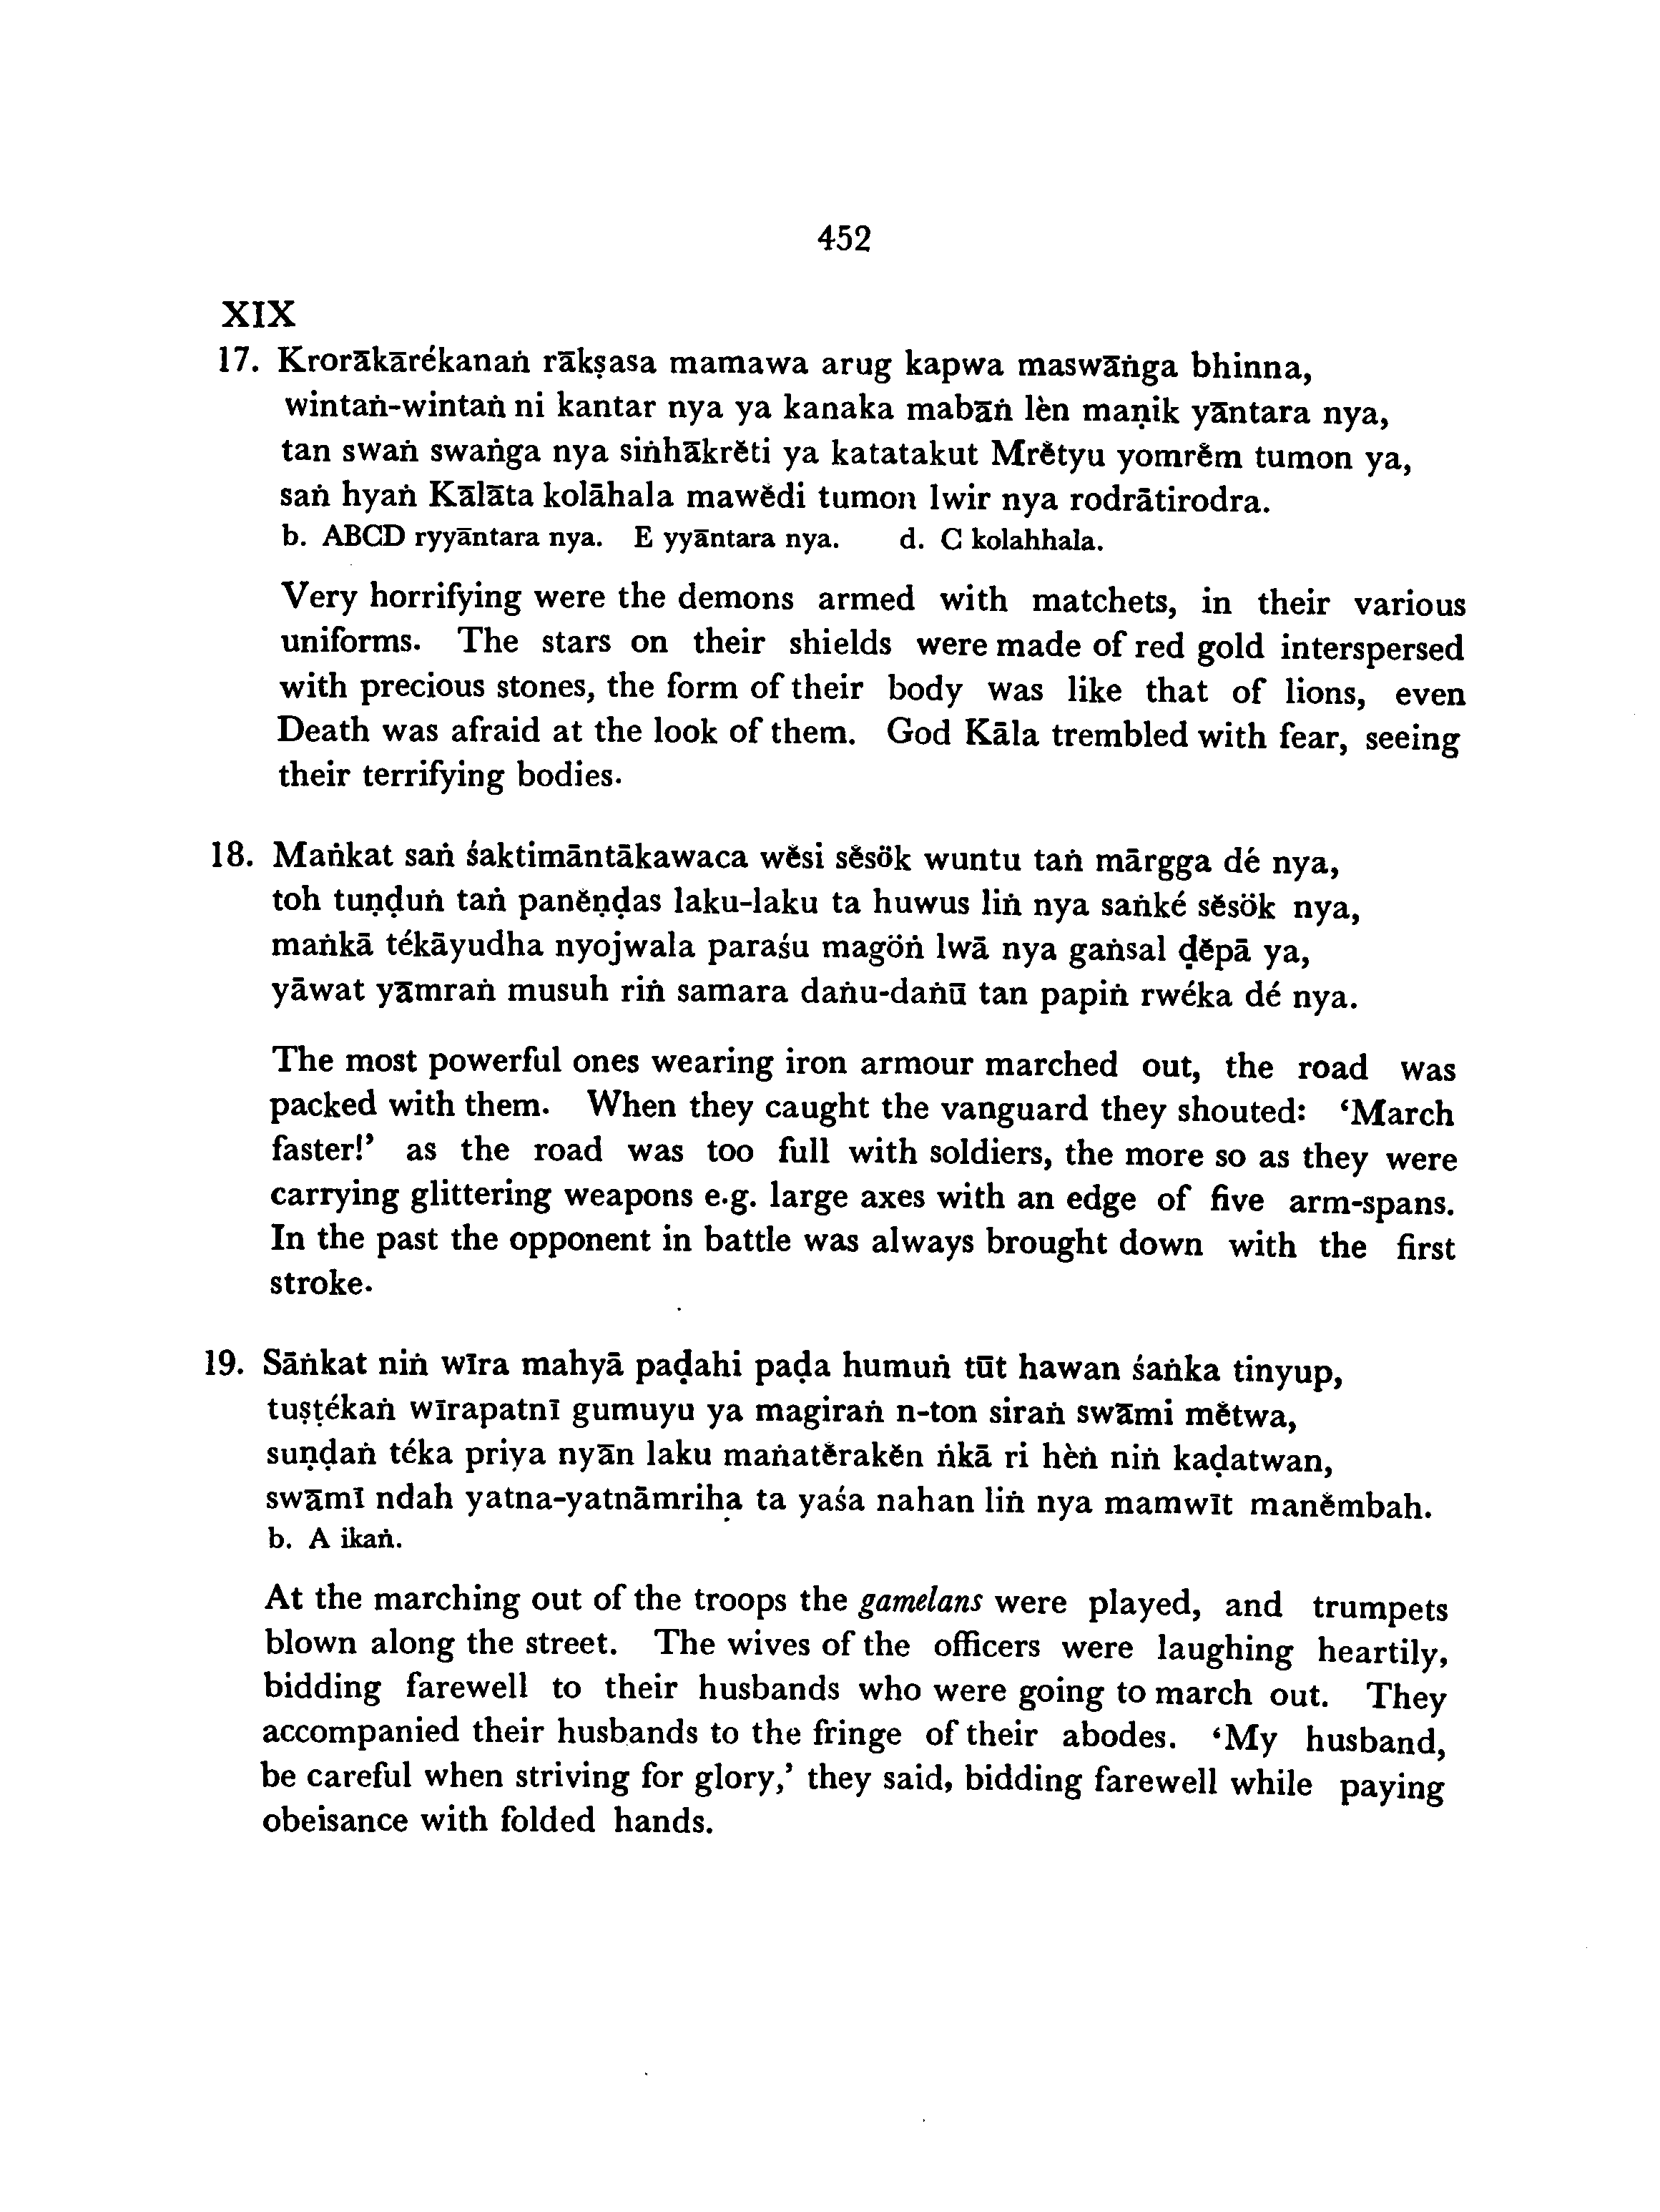 452
XIX
17. Krorākārékanaṅ rākṣasa mamawa arug kapwa maswāṅga bhinna,
wintaṅ-wintaṅ ni kantar nya ya kanaka mabāṅ lèn maṇik yāntara nya,
tan swaṅ swaṅga nya siṅhākrĕti ya katatakut Mrĕtyu yomrĕm tumon ya,
saṅ hyaṅ Kālāta kolāhala mawĕdi tumon lwir nya rodrātirodra.
b. ABCD ryyāntara nya. E yyāntara nya. d. C kolahhala.
Very horrifying were the demons armed with matchets, in their various
uniforms. The stars on their shields were made of red gold interspersed
with precious stones, the form of their body was like that of lions, even
Death was afraid at the look of them. God Kāla trembled with fear, seeing
their terrifying bodies.
18. Maṅkat saṅ śaktimāntākawaca wĕsi sĕsök wuntu taṅ mārgga dé nya,
toh tuṇḍuṅ taṅ panĕṇḍas laku-laku ta huwus liṅ nya saṅké sĕsök nya,
maṅkā tékāyudha nyojwala paraśu magöṅ lwā nya gaṅsal ḍĕpā ya,
yāwat yāmraṅ musuh riṅ samara daṅu-daṅū tan papiṅ rwéka dé nya.
The most powerful ones wearing iron armour marched out, the road was
packed with them. When they caught the vanguard they shouted: ‘March
faster!’ as the road was too full with soldiers, the more so as they were
carrying glittering weapons e.g. large axes with an edge of five arm-spans.
In the past the opponent in battle was always brought down with the first
stroke.
19. Sāṅkat niṅ wīra mahyā paḍahi paḍa humuṅ tūt hawan śaṅka tinyup,
tuṣṭékaṅ wīrapatnī gumuyu ya magiraṅ n-ton siraṅ swāmi mĕtwa,
suṇḍaṅ téka priya nyān laku maṅatĕrakĕn ṅkā ri hèṅ niṅ kaḍatwan,
swāmī ndah yatna-yatnāmriḥa ta yaśa nahan liṅ nya mamwīt manĕmbah.
b. A ikaṅ.
At the marching out of the troops the gamelans were played, and trumpets
blown along the street. The wives of the officers were laughing heartily,
bidding farewell to their husbands who were going to march out. They
accompanied their husbands to the fringe of their abodes. ‘My husband,
be careful when striving for glory,’ they said, bidding farewell while paying
obeisance with folded hands.